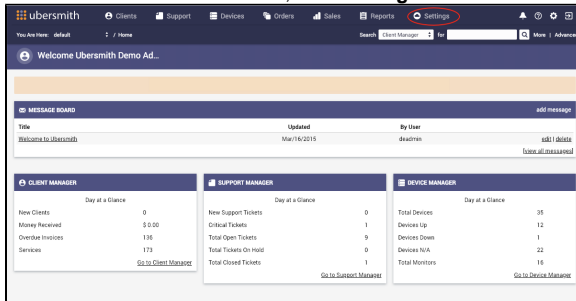 ubersmith Clients Support Devices Orders Sales Reports Settings
You Are Here: default / Home Search Client Manager for More | Advance
Welcome Ubersmith Demo Ad...
MESSAGE BOARD add message
Title Updated By User
Welcome to Ubersmith Mar/16/2015 deadmin edit | delete
[view all messages]
CLIENT MANAGER
Day at a Glance
New Clients 0
Money Received $ 0.00
Overdue Invoices 136
Services 173
Go to Client Manager
SUPPORT MANAGER
Day at a Glance
New Support Tickets 0
Critical Tickets 1
Total Open Tickets 9
Total Tickets On Hold 0
Total Closed Tickets 1
Go to Support Manager
DEVICE MANAGER
Day at a Glance
Total Devices 35
Devices Up 12
Devices Down 1
Devices N/A 22
Total Monitors 16
Go to Device Manager